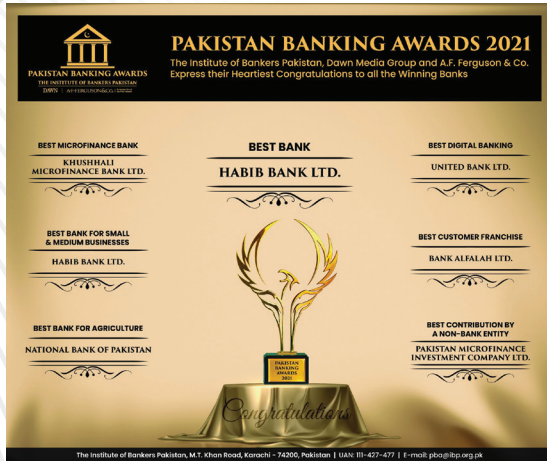 PAKISTAN BANKING AWARDS
THE INSTITUTE OF BANKERS PAKISTAN
DAWN | A·F·FERGUSON&CO.
PAKISTAN BANKING AWARDS 2021
The Institute of Bankers Pakistan, Dawn Media Group and A.F. Ferguson & Co.
Express their Heartiest Congratulations to all the Winning Banks
BEST MICROFINANCE BANK
KHUSHHALI
MICROFINANCE BANK LTD.
BEST BANK
HABIB BANK LTD.
BEST DIGITAL BANKING
UNITED BANK LTD.
BEST BANK FOR SMALL
& MEDIUM BUSINESSES
HABIB BANK LTD.
BEST CUSTOMER FRANCHISE
BANK ALFALAH LTD.
BEST BANK FOR AGRICULTURE
NATIONAL BANK OF PAKISTAN
BEST CONTRIBUTION BY
A NON-BANK ENTITY
PAKISTAN MICROFINANCE
INVESTMENT COMPANY LTD.
PAKISTAN
BANKING
AWARDS
2021
Congratulations
The Institute of Bankers Pakistan, M.T. Khan Road, Karachi - 74200, Pakistan | UAN: 111-427-477 | E-mail: pba@ibp.org.pk